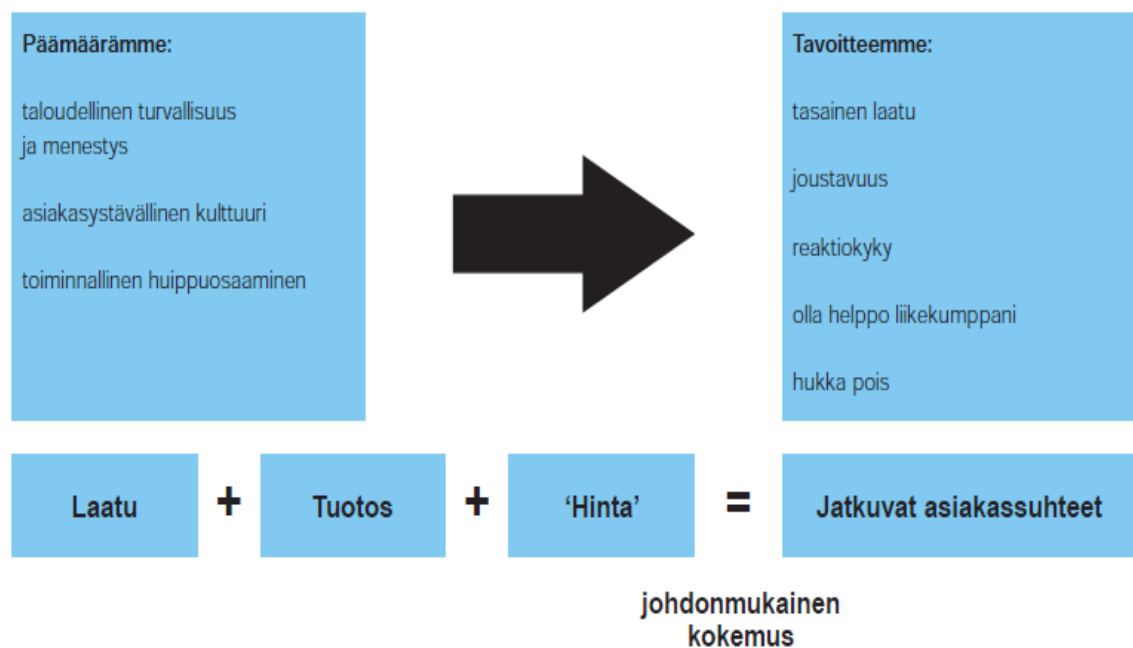 Päämäärämme:
taloudellinen turvallisuus
ja menestys
asiakasystävällinen kulttuuri
toiminnallinen huippuosaaminen
Tavoitteemme:
tasainen laatu
joustavuus
reaktiokyky
olla helppo liikekumppani
hukka pois
Laatu + Tuotos + ‘Hinta’ = Jatkuvat asiakassuhteet
johdonmukainen
kokemus